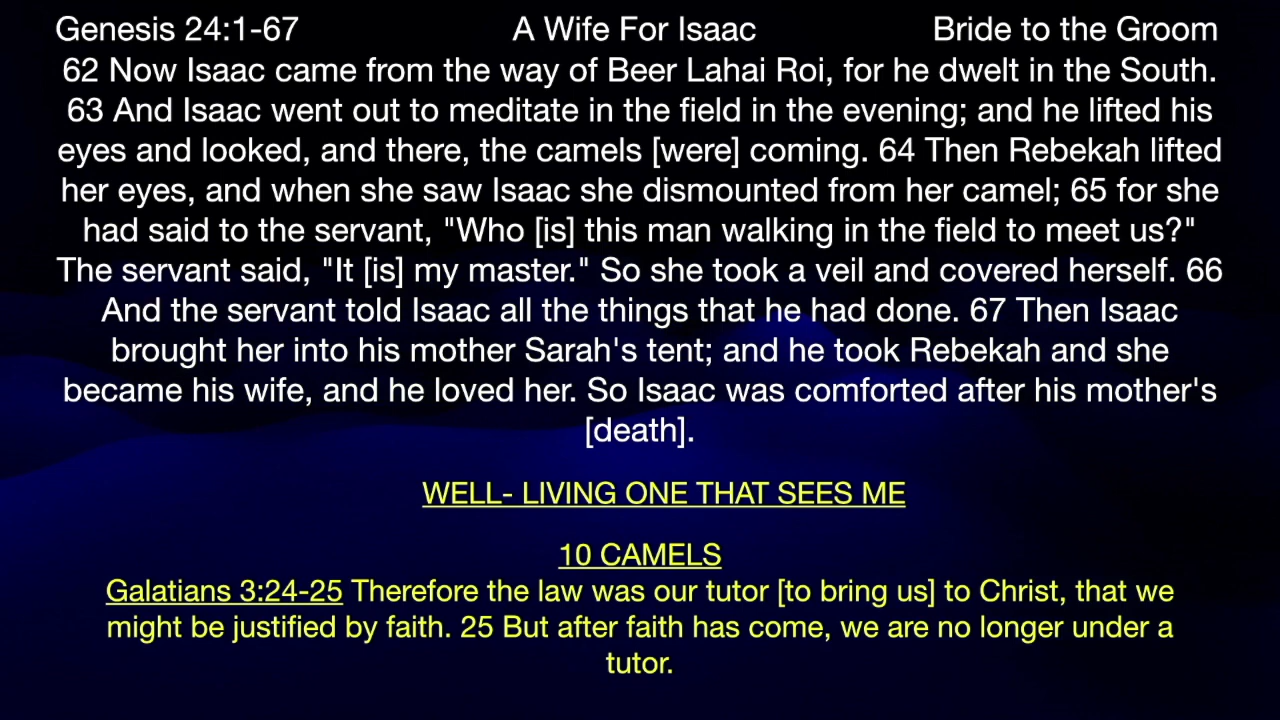 Genesis 24:1-67 A Wife For Isaac Bride to the Groom
62 Now Isaac came from the way of Beer Lahai Roi, for he dwelt in the South.
63 And Isaac went out to meditate in the field in the evening; and he lifted his
eyes and looked, and there, the camels [were] coming. 64 Then Rebekah lifted
her eyes, and when she saw Isaac she dismounted from her camel; 65 for she
had said to the servant, "Who [is] this man walking in the field to meet us?"
The servant said, "It [is] my master." So she took a veil and covered herself. 66
And the servant told Isaac all the things that he had done. 67 Then Isaac
brought her into his mother Sarah's tent; and he took Rebekah and she
became his wife, and he loved her. So Isaac was comforted after his mother's
[death].
WELL- LIVING ONE THAT SEES ME
10 CAMELS
Galatians 3:24-25 Therefore the law was our tutor [to bring us] to Christ, that we
might be justified by faith. 25 But after faith has come, we are no longer under a
tutor.